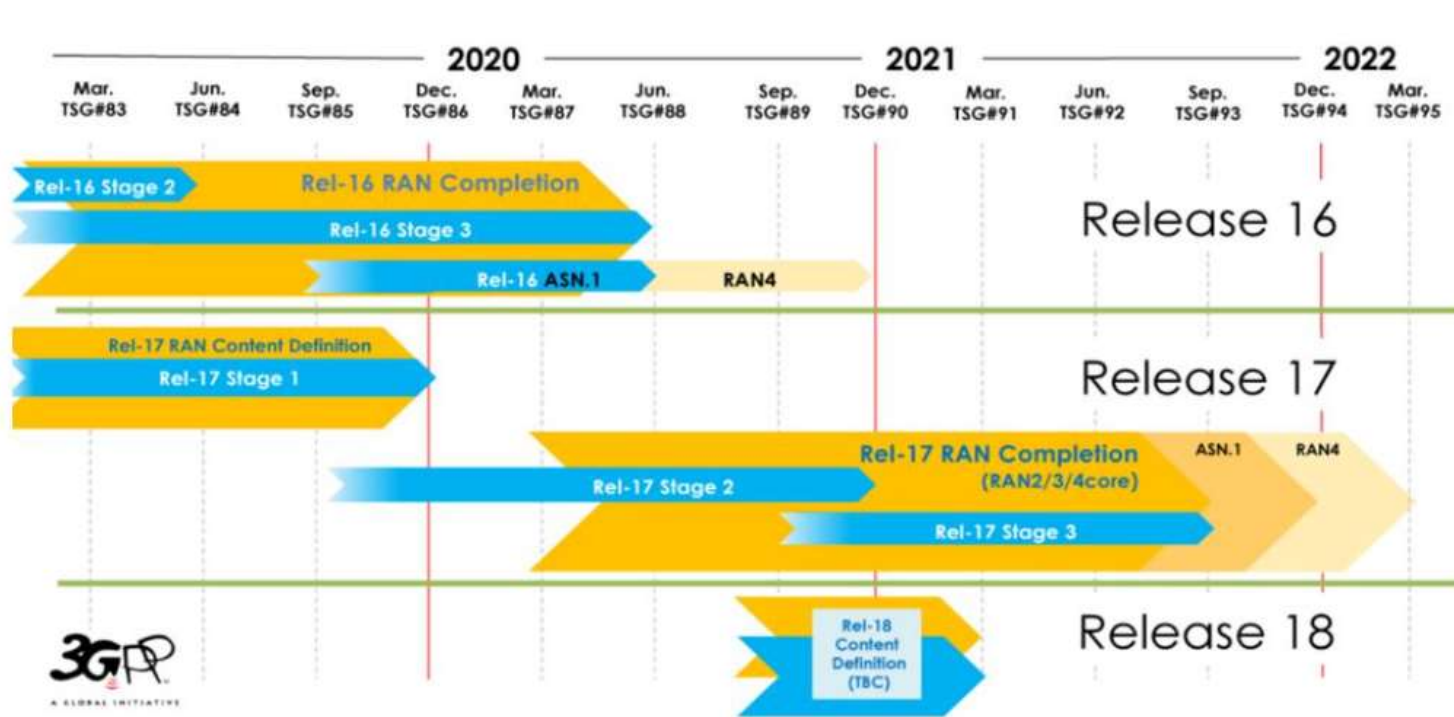 2020 2021 2022
Mar. Jun. Sep. Dec. Mar. Jun. Sep. Dec. Mar. Jun. Sep. Dec. Mar.
TSG#83 TSG#84 TSG#85 TSG#86 TSG#87 TSG#88 TSG#89 TSG#90 TSG#91 TSG#92 TSG#93 TSG#94 TSG#95
Rel-16 Stage 2
Rel-16 RAN Completion
Rel-16 Stage 3
Release 16
Rel-16 ASN.1
RAN4
Rel-17 RAN Content Definition
Rel-17 Stage 1
Release 17
Rel-17 RAN Completion
(RAN2/3/4core)
ASN.1
RAN4
Rel-17 Stage 2
Rel-17 Stage 3
Rel-18
Content
Definition
(TBC)
Release 18
3GPP
A GLOBAL INITIATIVE